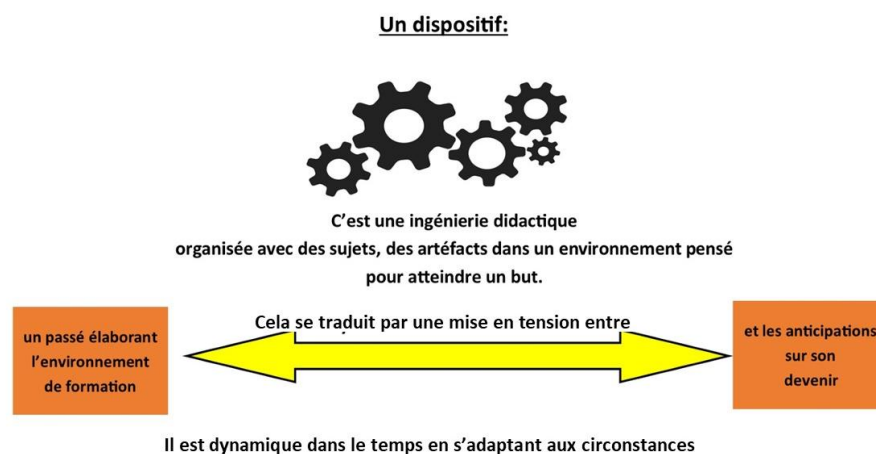 Un dispositif:
C'est une ingénierie didactique
organisée avec des sujets, des artéfacts dans un environnement pensé
pour atteindre un but.
Cela se traduit par une mise en tension entre
un passé élaborant
l'environnement
de formation
et les anticipations
sur son
devenir
Il est dynamique dans le temps en s'adaptant aux circonstances